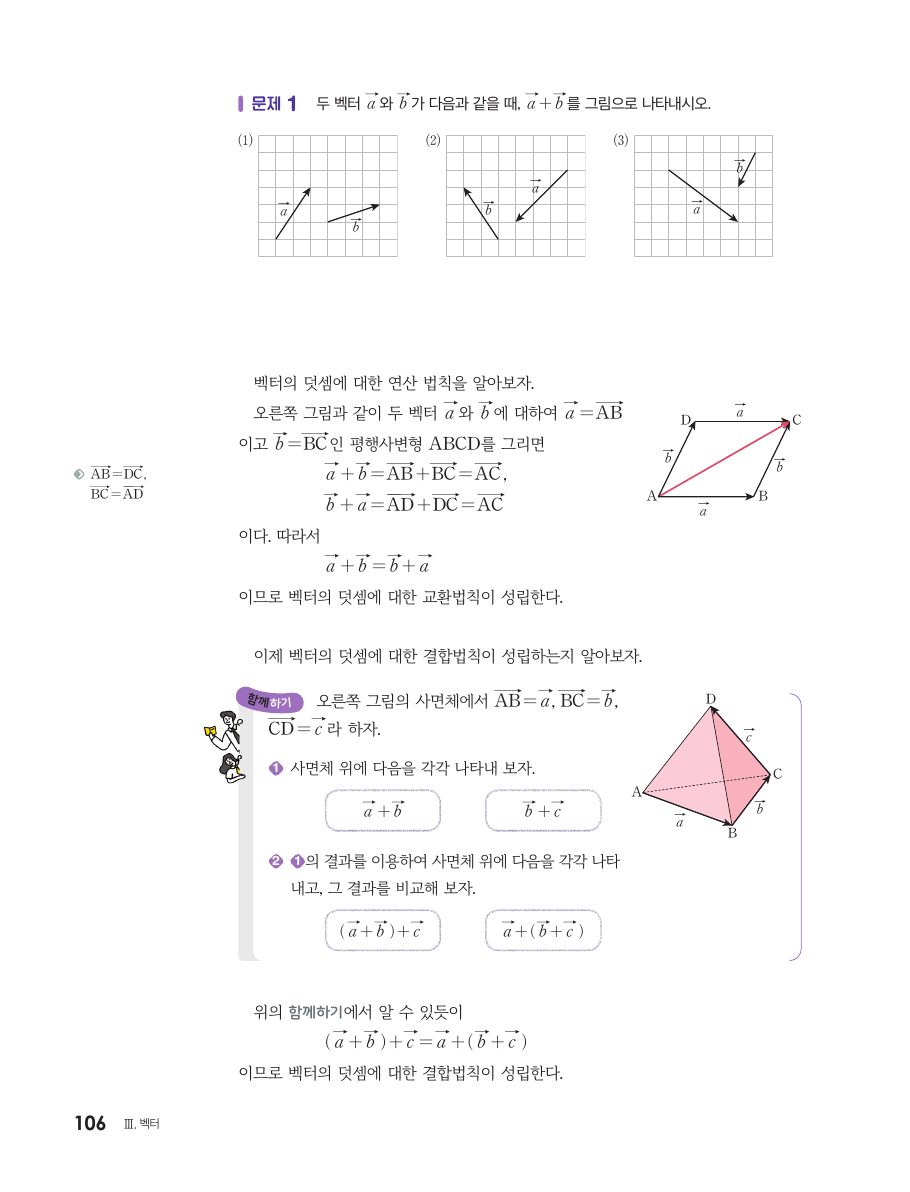 문제 1 두 벡터 a⃗와 b⃗가 다음과 같을 때, a⃗+b⃗를 그림으로 나타내시오.
(1) (2) (3)
a⃗ b⃗ a⃗ b⃗ a⃗ b⃗
벡터의 덧셈에 대한 연산 법칙을 알아보자.
오른쪽 그림과 같이 두 벡터 a⃗와 b⃗에 대하여 a⃗=AB⃗
이고 b⃗=BC⃗인 평행사변형 ABCD를 그리면
a⃗+b⃗=AB⃗+BC⃗=AC⃗,
b⃗+a⃗=AD⃗+DC⃗=AC⃗
AB⃗=DC⃗,
BC⃗=AD⃗
D a⃗ C
b⃗ b⃗
A a⃗ B
이다. 따라서
a⃗+b⃗=b⃗+a⃗
이므로 벡터의 덧셈에 대한 교환법칙이 성립한다.
이제 벡터의 덧셈에 대한 결합법칙이 성립하는지 알아보자.
함께하기 오른쪽 그림의 사면체에서 AB⃗=a⃗, BC⃗=b⃗,
CD⃗=c⃗라 하자.
1 사면체 위에 다음을 각각 나타내 보자.
a⃗+b⃗ b⃗+c⃗
2 1의 결과를 이용하여 사면체 위에 다음을 각각 나타
내고, 그 결과를 비교해 보자.
(a⃗+b⃗)+c⃗ a⃗+(b⃗+c⃗)
D
c⃗
C
A
b⃗
a⃗
B
위의 함께하기에서 알 수 있듯이
(a⃗+b⃗)+c⃗=a⃗+(b⃗+c⃗)
이므로 벡터의 덧셈에 대한 결합법칙이 성립한다.
106 Ⅲ. 벡터